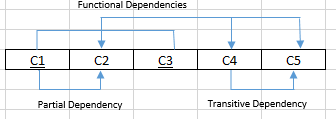 Functional Dependencies
C1 C2 C3 C4 C5
Partial Dependency Transitive Dependency